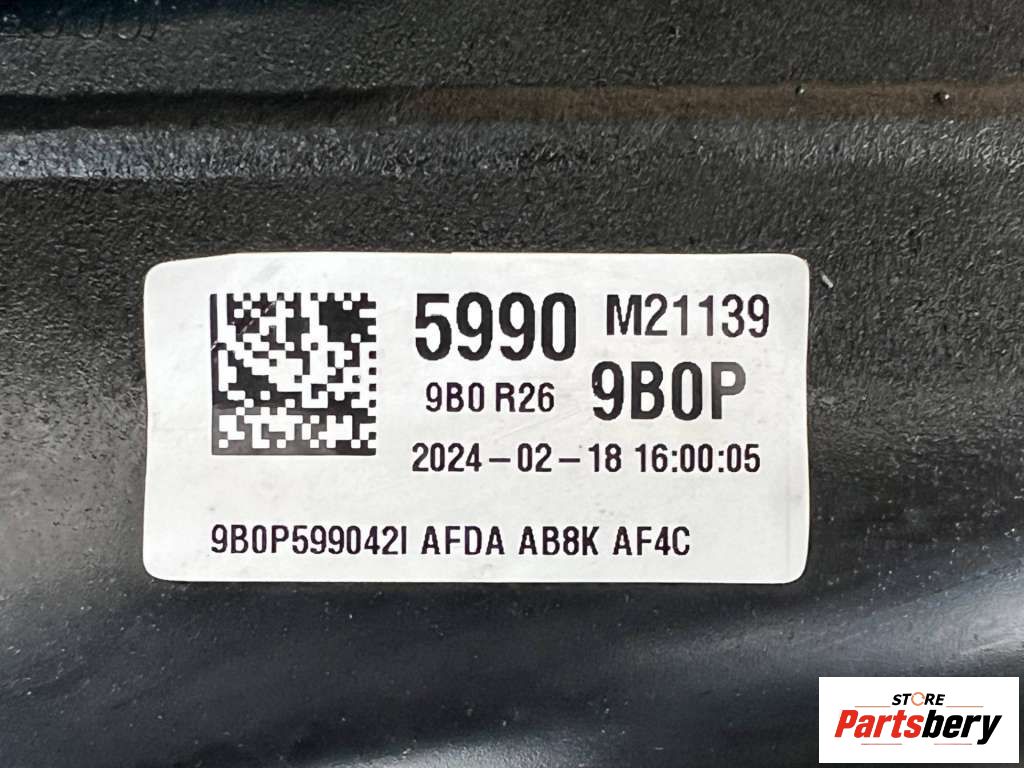 5990 M21139
9B0 R26 9B0P
2024-02-18 16:00:05
9B0P599042I AFDA AB8K AF4C
STORE
Partsbery